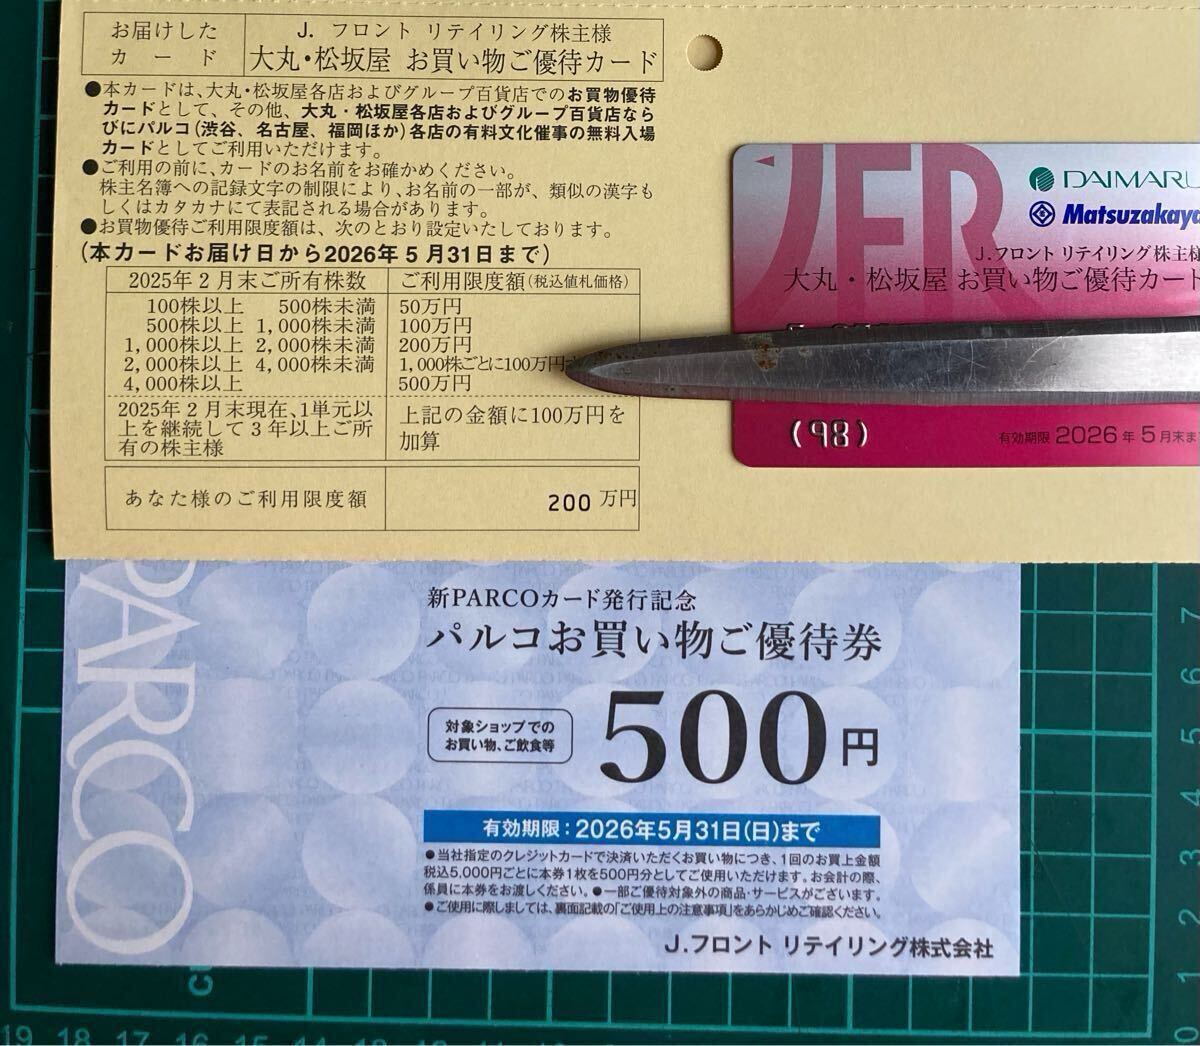 お届けした
カード
J. フロント リテイリング株主様
大丸・松坂屋 お買い物ご優待カード
●本カードは、大丸・松坂屋各店およびグループ百貨店でのお買物優待
カードとして、その他、大丸・松坂屋各店およびグループ百貨店なら
びにパルコ(渋谷、名古屋、福岡ほか)各店の有料文化催事の無料入場
カードとしてご利用いただけます。
●ご利用の前に、カードのお名前をお確かめください。
株主名簿への記録文字の制限により、お名前の一部が、類似の漢字も
しくはカタカナにて表記される場合があります。
●お買物優待ご利用限度額は、次のとおり設定いたしております。
(本カードお届け日から2026年5月31日まで)
2025年2月末ご所有株数 ご利用限度額(税込値札価格)
100株以上 500株未満 50万円
500株以上 1,000株未満 100万円
1,000株以上 2,000株未満 200万円
2,000株以上 4,000株未満 1,000株ごとに100万円
4,000株以上 500万円
2025年2月末現在、1単元以
上を継続して3年以上ご所
有の株主様
上記の金額に100万円を
加算
あなた様のご利用限度額 200 万円
JFR
DAIMARU
Matsuzakaya
J.フロント リテイリング株主様
大丸・松坂屋 お買い物ご優待カード
(98)
有効期限 2026年5月末ま
PARCO
新PARCOカード発行記念
パルコお買い物ご優待券
対象ショップでの
お買い物、ご飲食等
500円
有効期限：2026年5月31日(日)まで
●当社指定のクレジットカードで決済いただくお買い物につき、1回のお買上金額
税込5,000円ごとに本券1枚を500円分としてご使用いただけます。お会計の際、
係員に本券をお渡しください。●一部ご優待対象外の商品・サービスがございます。
●ご使用に際しましては、裏面記載の「ご使用上の注意事項」をあらかじめご確認ください。
J.フロント リテイリング株式会社
7
6
5
4
3
2
1
0
19 18 17 16